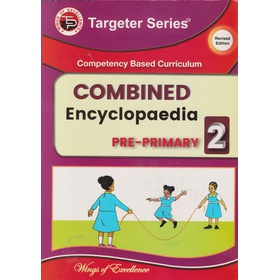 Targeter Series®
Revised
Edition
Competency Based Curriculum
COMBINED
Encyclopaedia
PRE-PRIMARY 2
Wings of Excellence